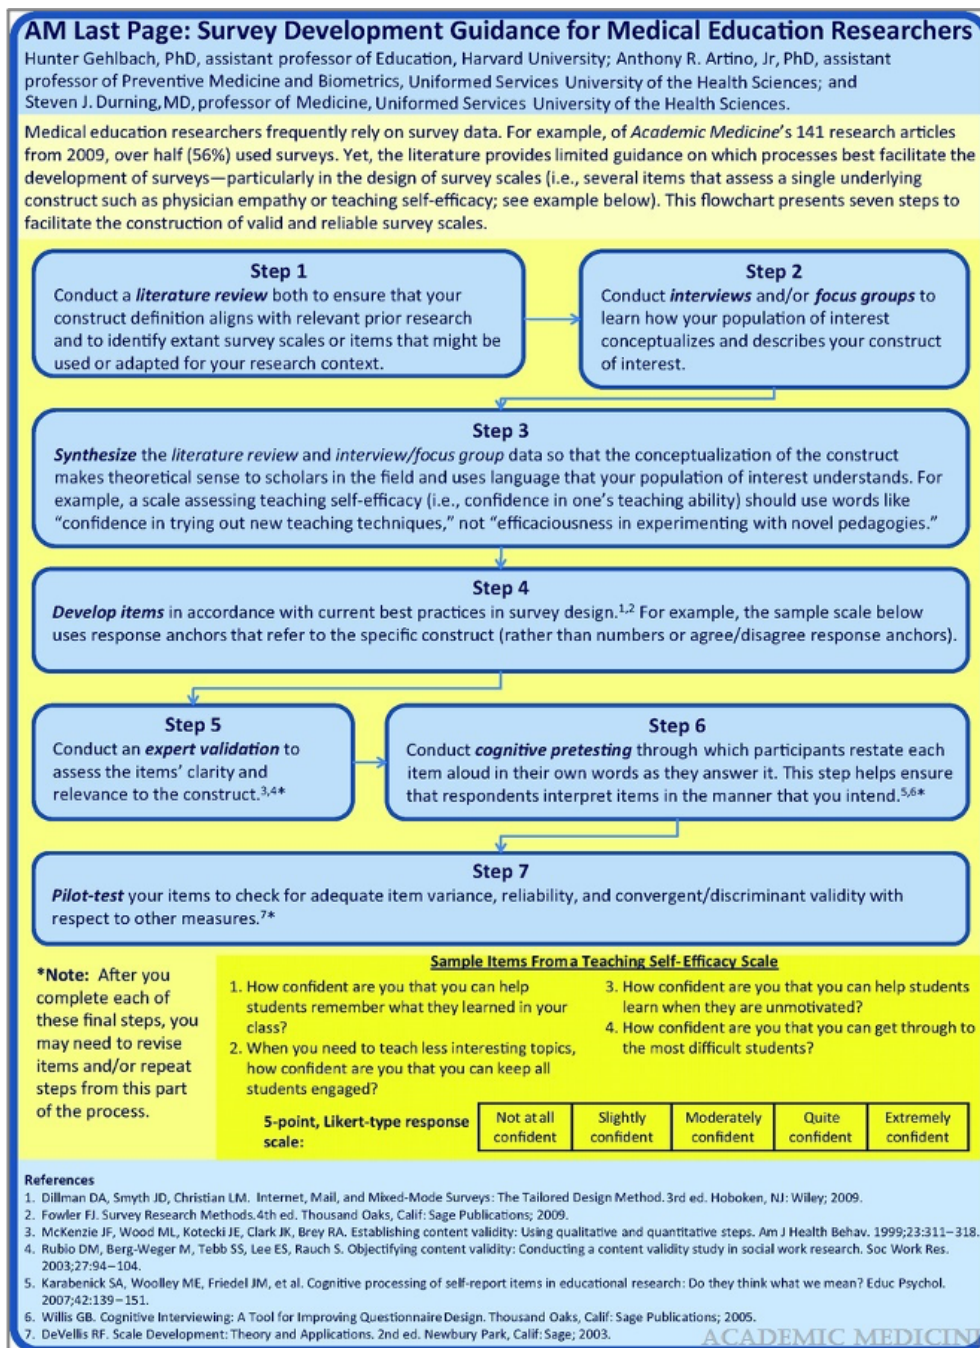 AM Last Page: Survey Development Guidance for Medical Education Researchers
Hunter Gehlbach, PhD, assistant professor of Education, Harvard University; Anthony R. Artino, Jr, PhD, assistant
professor of Preventive Medicine and Biometrics, Uniformed Services University of the Health Sciences; and
Steven J. Durning, MD, professor of Medicine, Uniformed Services University of the Health Sciences.
Medical education researchers frequently rely on survey data. For example, of Academic Medicine's 141 research articles
from 2009, over half (56%) used surveys. Yet, the literature provides limited guidance on which processes best facilitate the
development of surveys—particularly in the design of survey scales (i.e., several items that assess a single underlying
construct such as physician empathy or teaching self-efficacy; see example below). This flowchart presents seven steps to
facilitate the construction of valid and reliable survey scales.
Step 1
Conduct a literature review both to ensure that your
construct definition aligns with relevant prior research
and to identify extant survey scales or items that might be
used or adapted for your research context.
Step 2
Conduct interviews and/or focus groups to
learn how your population of interest
conceptualizes and describes your construct
of interest.
Step 3
Synthesize the literature review and interview/focus group data so that the conceptualization of the construct
makes theoretical sense to scholars in the field and uses language that your population of interest understands. For
example, a scale assessing teaching self-efficacy (i.e., confidence in one's teaching ability) should use words like
“confidence in trying out new teaching techniques,” not “efficaciousness in experimenting with novel pedagogies.”
Step 4
Develop items in accordance with current best practices in survey design.1,2 For example, the sample scale below
uses response anchors that refer to the specific construct (rather than numbers or agree/disagree response anchors).
Step 5
Conduct an expert validation to
assess the items' clarity and
relevance to the construct.3,4*
Step 6
Conduct cognitive pretesting through which participants restate each
item aloud in their own words as they answer it. This step helps ensure
that respondents interpret items in the manner that you intend.5,6*
Step 7
Pilot-test your items to check for adequate item variance, reliability, and convergent/discriminant validity with
respect to other measures.7*
*Note: After you
complete each of
these final steps, you
may need to revise
items and/or repeat
steps from this part
of the process.
Sample Items From a Teaching Self-Efficacy Scale
1. How confident are you that you can help
students remember what they learned in your
class?
2. When you need to teach less interesting topics,
how confident are you that you can keep all
students engaged?
3. How confident are you that you can help students
learn when they are unmotivated?
4. How confident are you that you can get through to
the most difficult students?
5-point, Likert-type response
scale:
Not at all
confident
Slightly
confident
Moderately
confident
Quite
confident
Extremely
confident
References
1. Dillman DA, Smyth JD, Christian LM. Internet, Mail, and Mixed-Mode Surveys: The Tailored Design Method. 3rd ed. Hoboken, NJ: Wiley; 2009.
2. Fowler FJ. Survey Research Methods. 4th ed. Thousand Oaks, Calif: Sage Publications; 2009.
3. McKenzie JF, Wood ML, Kotecki JE, Clark JK, Brey RA. Establishing content validity: Using qualitative and quantitative steps. Am J Health Behav. 1999;23:311–318.
4. Rubio DM, Berg-Weger M, Tebb SS, Lee ES, Rauch S. Objectifying content validity: Conducting a content validity study in social work research. Soc Work Res.
2003;27:94–104.
5. Karabenick SA, Woolley ME, Friedel JM, et al. Cognitive processing of self-report items in educational research: Do they think what we mean? Educ Psychol.
2007;42:139–151.
6. Willis GB. Cognitive Interviewing: A Tool for Improving Questionnaire Design. Thousand Oaks, Calif: Sage Publications; 2005.
7. DeVellis RF. Scale Development: Theory and Applications. 2nd ed. Newbury Park, Calif: Sage; 2003.
ACADEMIC MEDICINE